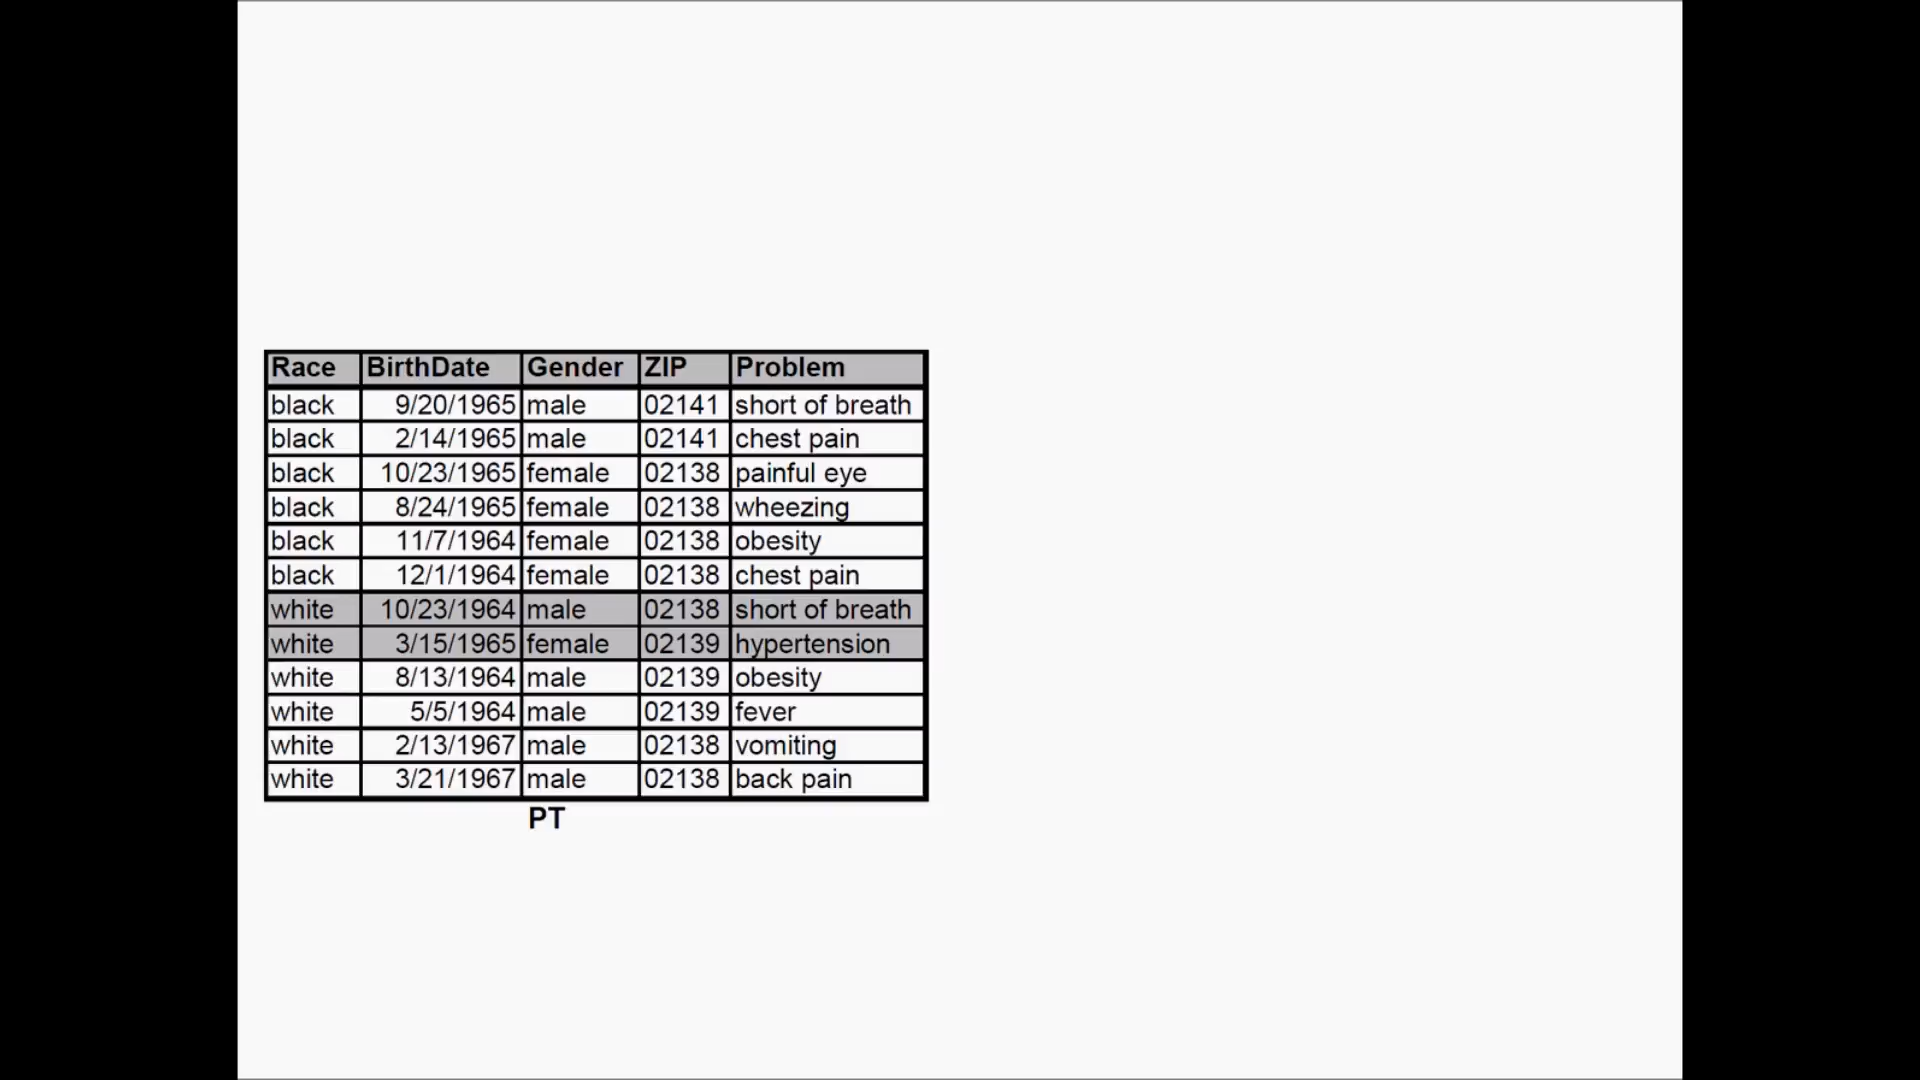 Race BirthDate Gender ZIP Problem
black 9/20/1965 male 02141 short of breath
black 2/14/1965 male 02141 chest pain
black 10/23/1965 female 02138 painful eye
black 8/24/1965 female 02138 wheezing
black 11/7/1964 female 02138 obesity
black 12/1/1964 female 02138 chest pain
white 10/23/1964 male 02138 short of breath
white 3/15/1965 female 02139 hypertension
white 8/13/1964 male 02139 obesity
white 5/5/1964 male 02139 fever
white 2/13/1967 male 02138 vomiting
white 3/21/1967 male 02138 back pain
PT